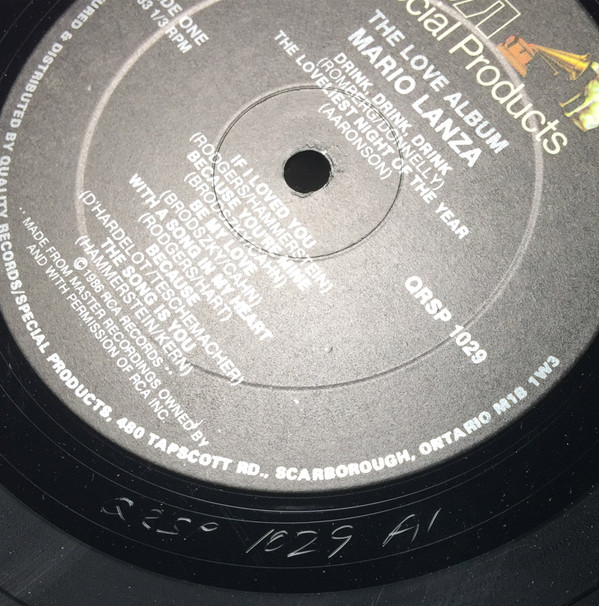 Special Products
SIDE ONE
33 1/3 RPM
THE LOVE ALBUM
MARIO LANZA
DRINK, DRINK, DRINK
(ROMBERG/DONNELLY)
THE LOVELIEST NIGHT OF THE YEAR
(AARONSON)
IF I LOVED YOU
(RODGERS/HAMMERSTEIN)
BECAUSE YOU'RE MINE
(BRODSZKY/CAHN)
BE MY LOVE
(BRODSZKY/CAHN)
WITH A SONG IN MY HEART
(RODGERS/HART)
BECAUSE
(D'HARDELOT/TESCHEMACHER)
THE SONG IS YOU
(HAMMERSTEIN/KERN)
© 1986 RCA RECORDS
MADE FROM MASTER RECORDINGS OWNED BY
AND WITH PERMISSION OF RCA INC.
QRSP 1029
& DISTRIBUTED BY QUALITY RECORDS/SPECIAL PRODUCTS, 480 TAPSCOTT RD., SCARBOROUGH, ONTARIO M1B 1W3
QRSP 1029 A1